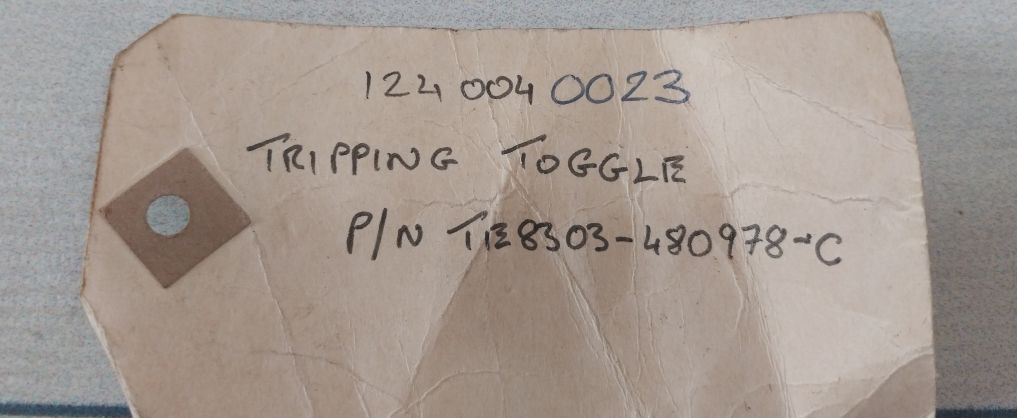 124 004 0023
TRIPPING TOGGLE
P/N TE8303-480978-C